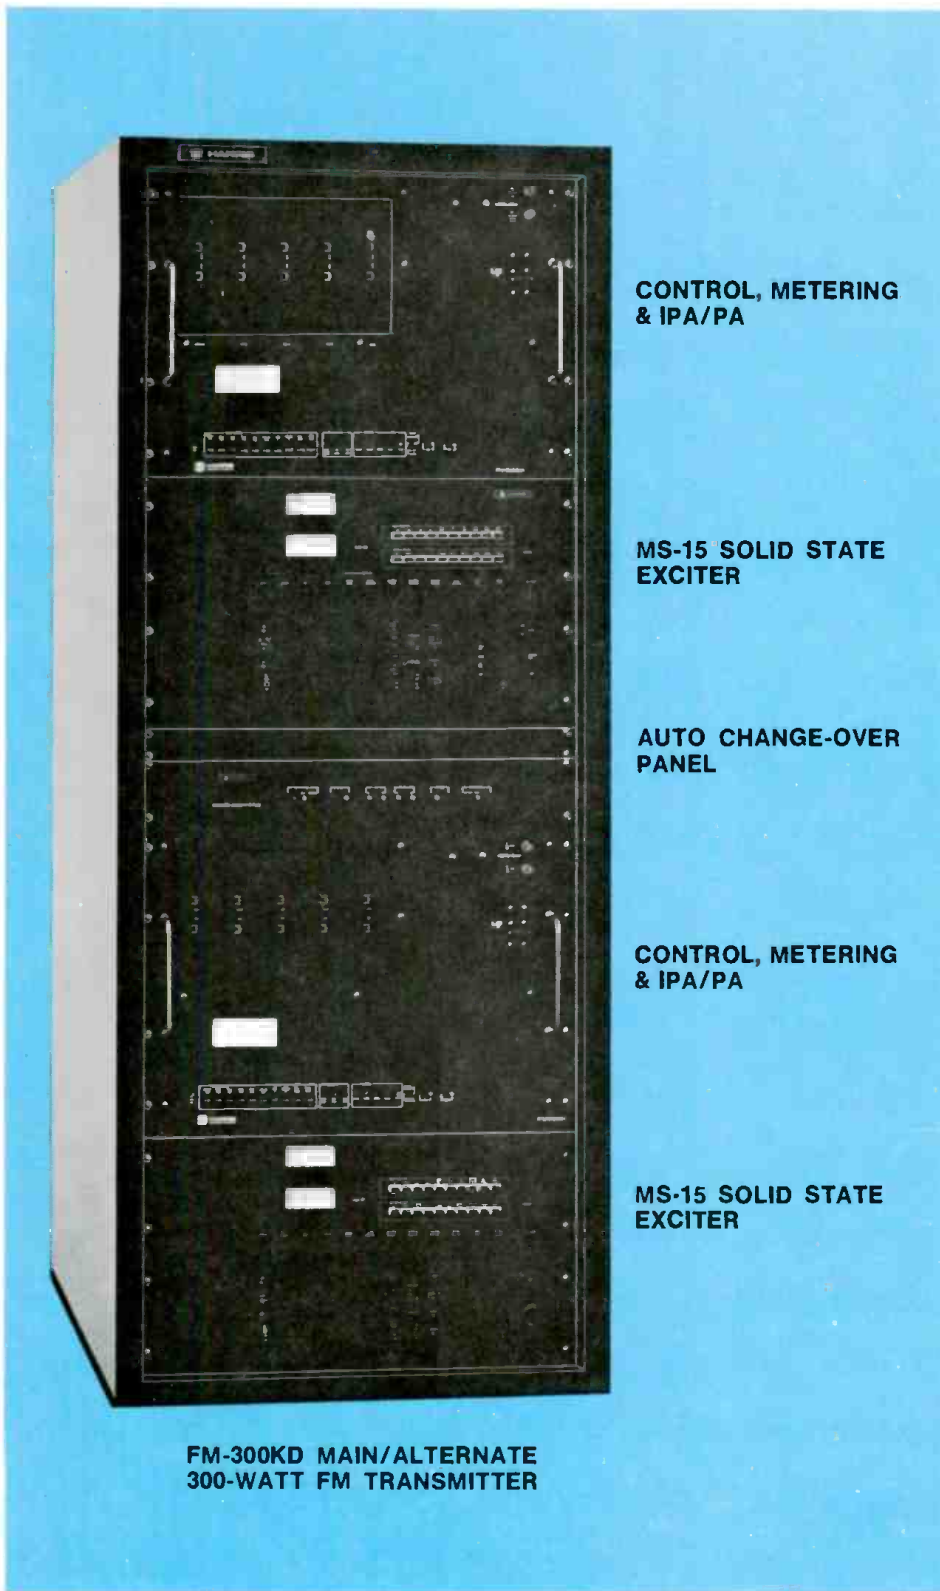 HARRIS
CONTROL, METERING
& IPA/PA
MS-15 SOLID STATE
EXCITER
AUTO CHANGE-OVER
PANEL
CONTROL, METERING
& IPA/PA
MS-15 SOLID STATE
EXCITER
FM-300KD MAIN/ALTERNATE
300-WATT FM TRANSMITTER